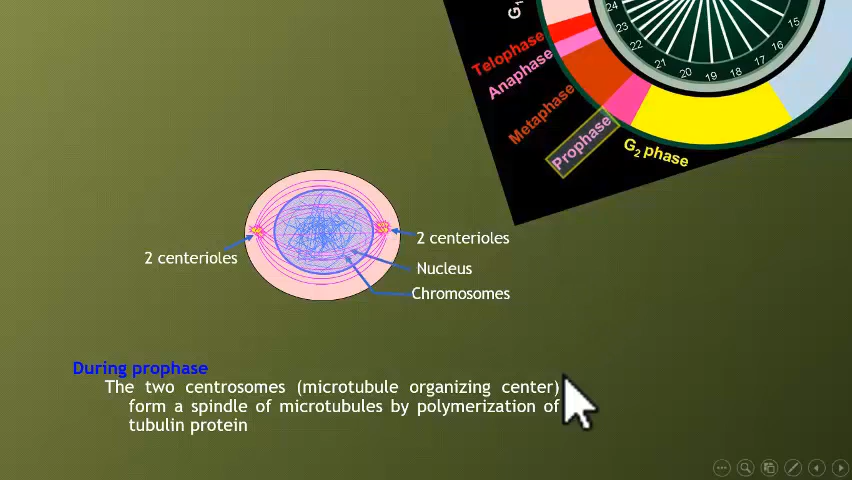 G1
24
23
22
21
20
19
18
17
16
15
Telophase
Anaphase
Metaphase
Prophase
G2 phase
2 centerioles
2 centerioles
Nucleus
Chromosomes
During prophase
The two centrosomes (microtubule organizing center)
form a spindle of microtubules by polymerization of
tubulin protein